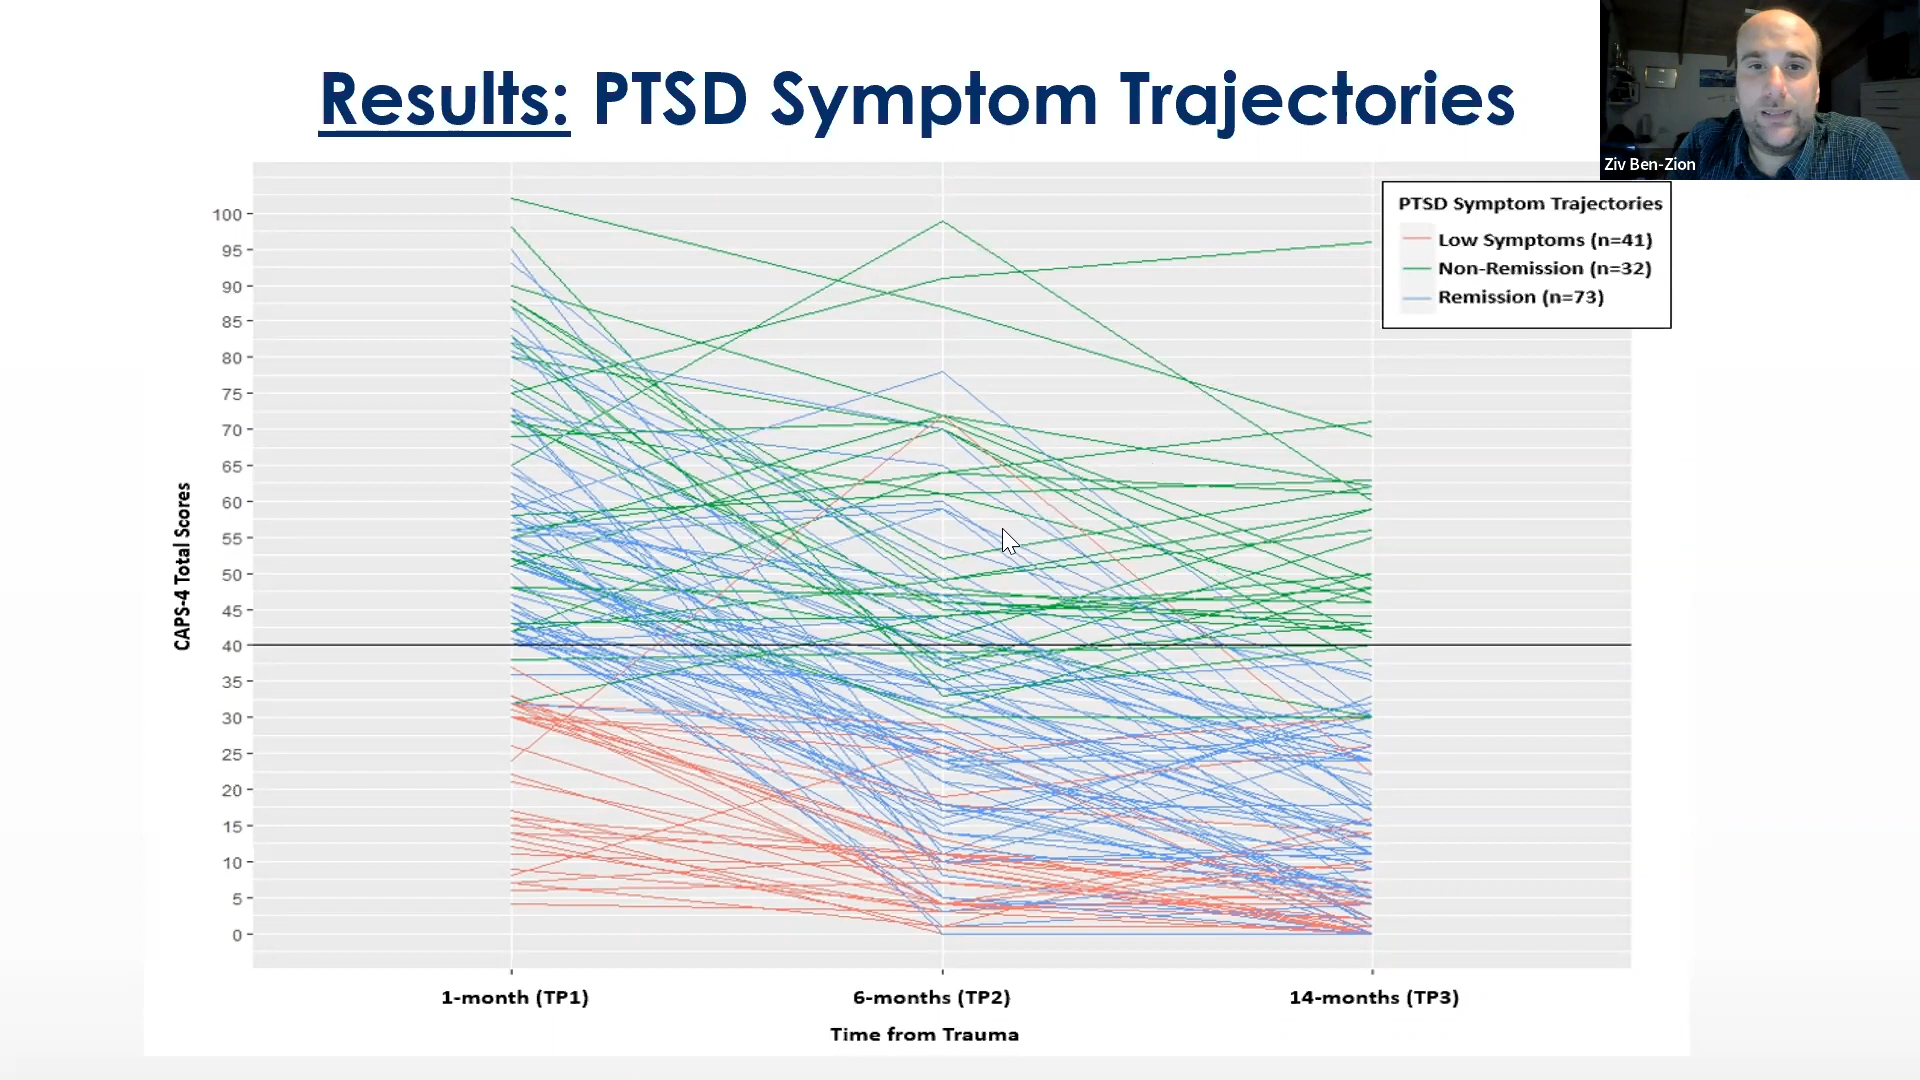 Results: PTSD Symptom Trajectories
Ziv Ben-Zion
PTSD Symptom Trajectories
Low Symptoms (n=41)
Non-Remission (n=32)
Remission (n=73)
CAPS-4 Total Scores
100
95
90
85
80
75
70
65
60
55
50
45
40
35
30
25
20
15
10
5
0
1-month (TP1)
6-months (TP2)
14-months (TP3)
Time from Trauma